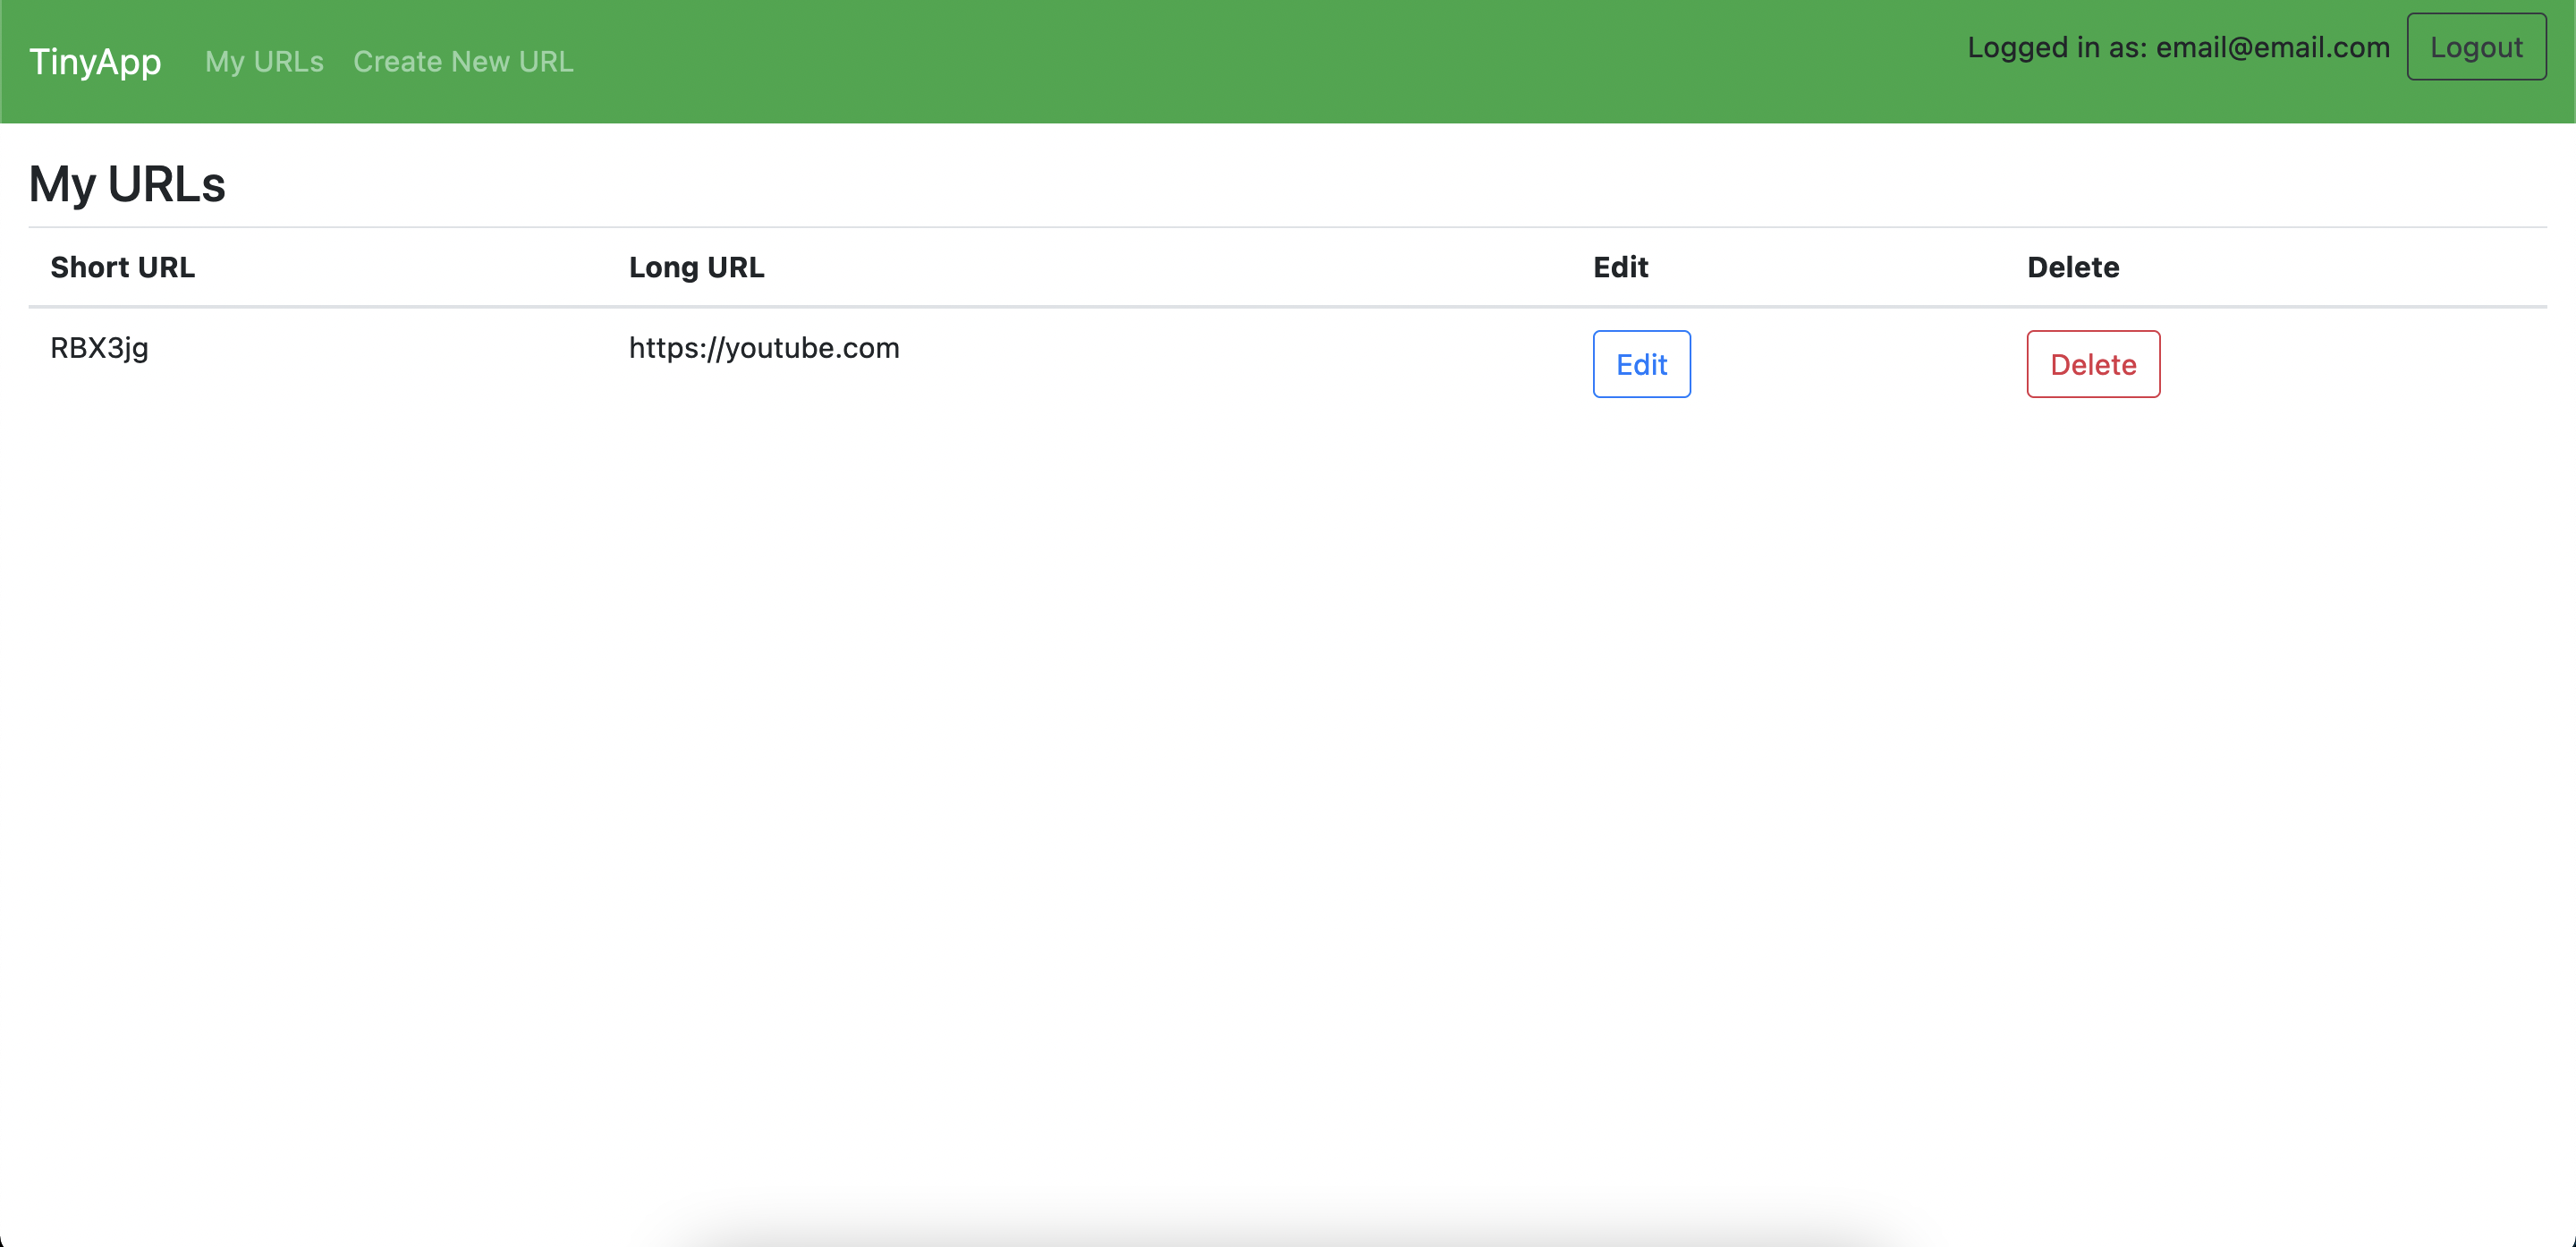 TinyApp My URLs Create New URL Logged in as: email@email.com Logout
My URLs
Short URL Long URL Edit Delete
RBX3jg https://youtube.com Edit Delete